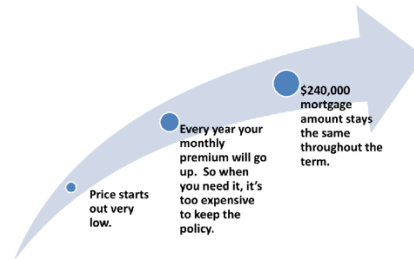 Price starts
out very
low.
Every year your
monthly
premium will go
up. So when
you need it, it's
too expensive
to keep the
policy.
$240,000
mortgage
amount stays
the same
throughout the
term.